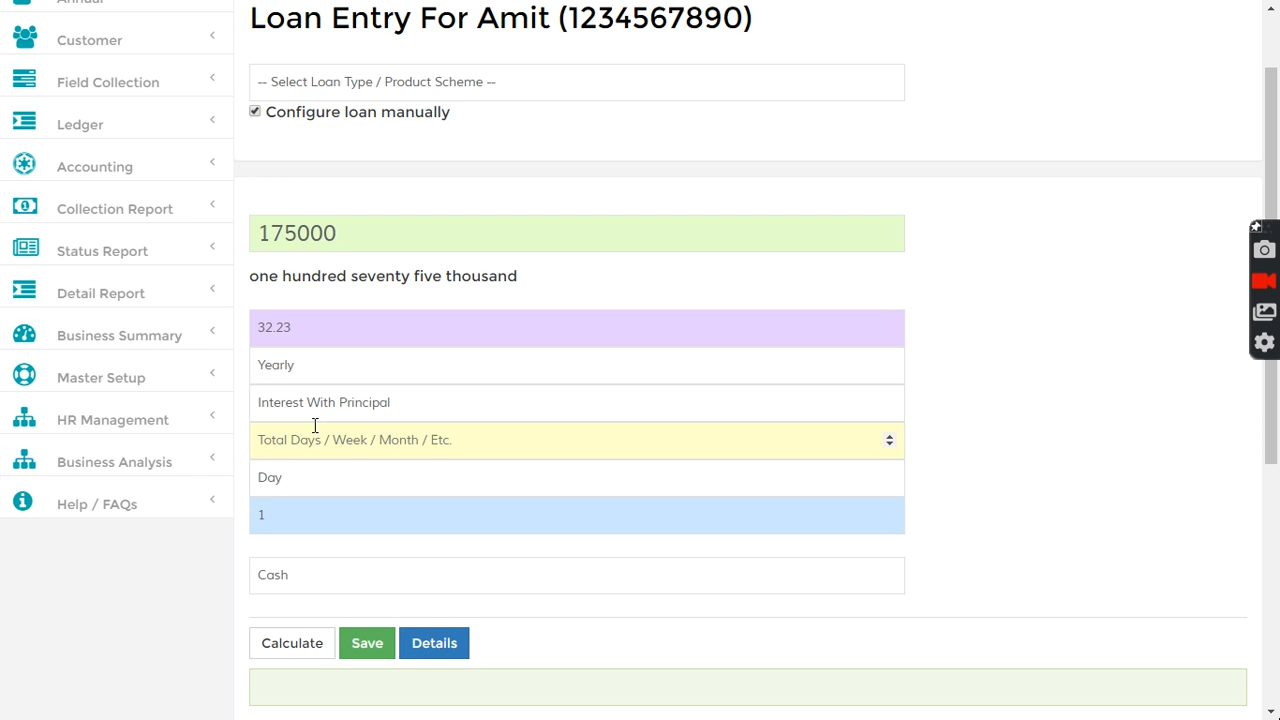 Annual
Loan Entry For Amit (1234567890)
Customer
Field Collection
Ledger
Accounting
Collection Report
Status Report
Detail Report
Business Summary
Master Setup
HR Management
Business Analysis
Help / FAQs
-- Select Loan Type / Product Scheme --
Configure loan manually
175000
one hundred seventy five thousand
32.23
Yearly
Interest With Principal
Total Days / Week / Month / Etc.
Day
1
Cash
Calculate Save Details